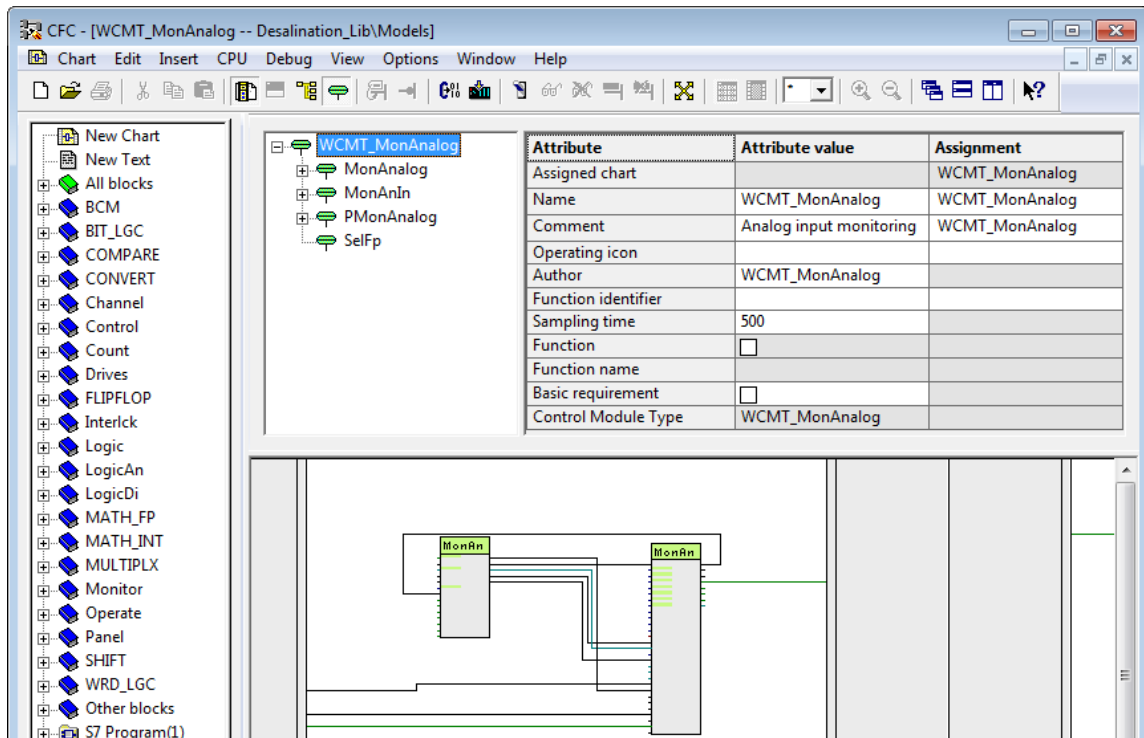 CFC - [WCMT_MonAnalog -- Desalination_Lib\Models]
Chart Edit Insert CPU Debug View Options Window Help
New Chart
New Text
All blocks
BCM
BIT_LGC
COMPARE
CONVERT
Channel
Control
Count
Drives
FLIPFLOP
Interlck
Logic
LogicAn
LogicDi
MATH_FP
MATH_INT
MULTIPLX
Monitor
Operate
Panel
SHIFT
WRD_LGC
Other blocks
S7 Program(1)
WCMT_MonAnalog
MonAnalog
MonAnIn
PMonAnalog
SelFp
Attribute Attribute value Assignment
Assigned chart WCMT_MonAnalog
Name WCMT_MonAnalog WCMT_MonAnalog
Comment Analog input monitoring WCMT_MonAnalog
Operating icon
Author WCMT_MonAnalog
Function identifier
Sampling time 500
Function
Function name
Basic requirement
Control Module Type WCMT_MonAnalog
MonAn
MonAn